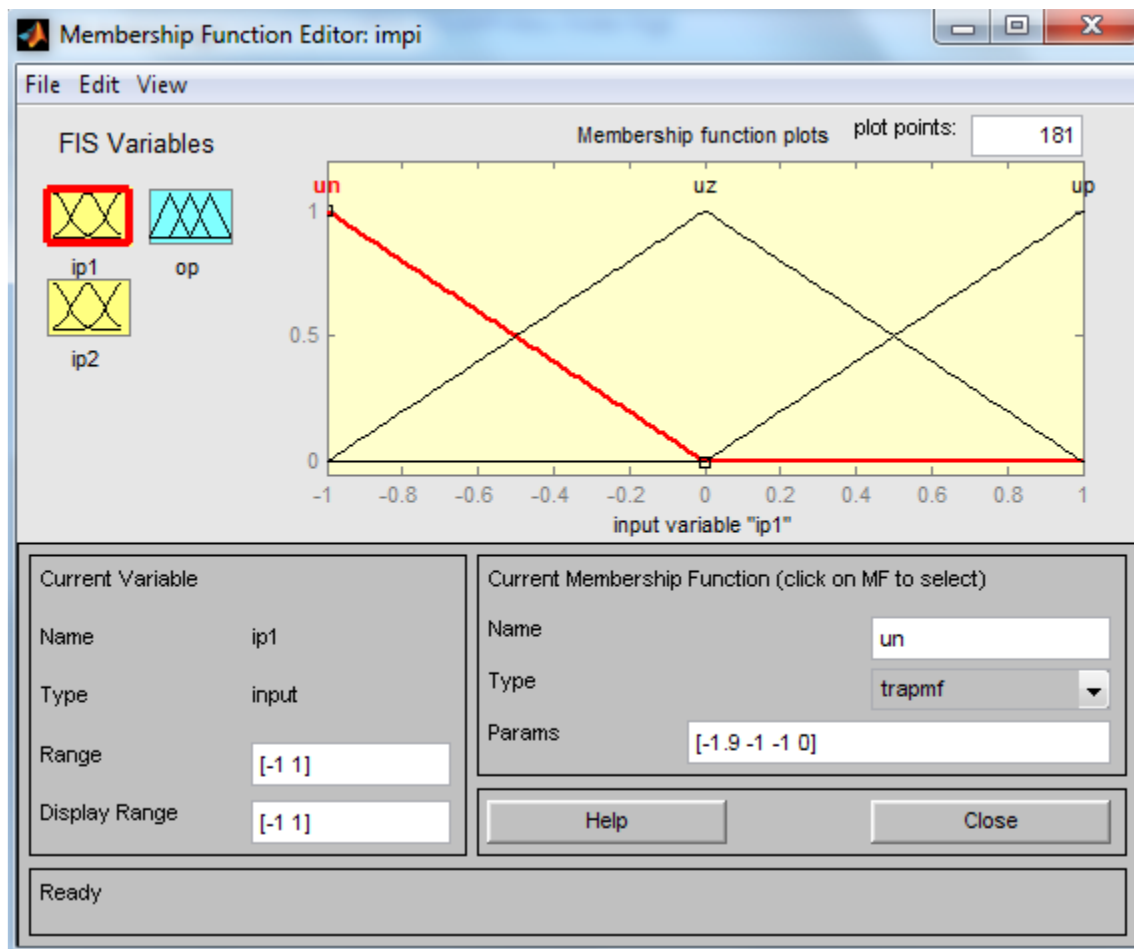 Membership Function Editor: impi
File Edit View
FIS Variables
Membership function plots
plot points:
181
ip1
op
ip2
un
uz
up
1
0.5
0
-1 -0.8 -0.6 -0.4 -0.2 0 0.2 0.4 0.6 0.8 1
input variable "ip1"
Current Variable
Name ip1
Type input
Range [-1 1]
Display Range [-1 1]
Current Membership Function (click on MF to select)
Name un
Type trapmf
Params [-1.9 -1 -1 0]
Help
Close
Ready